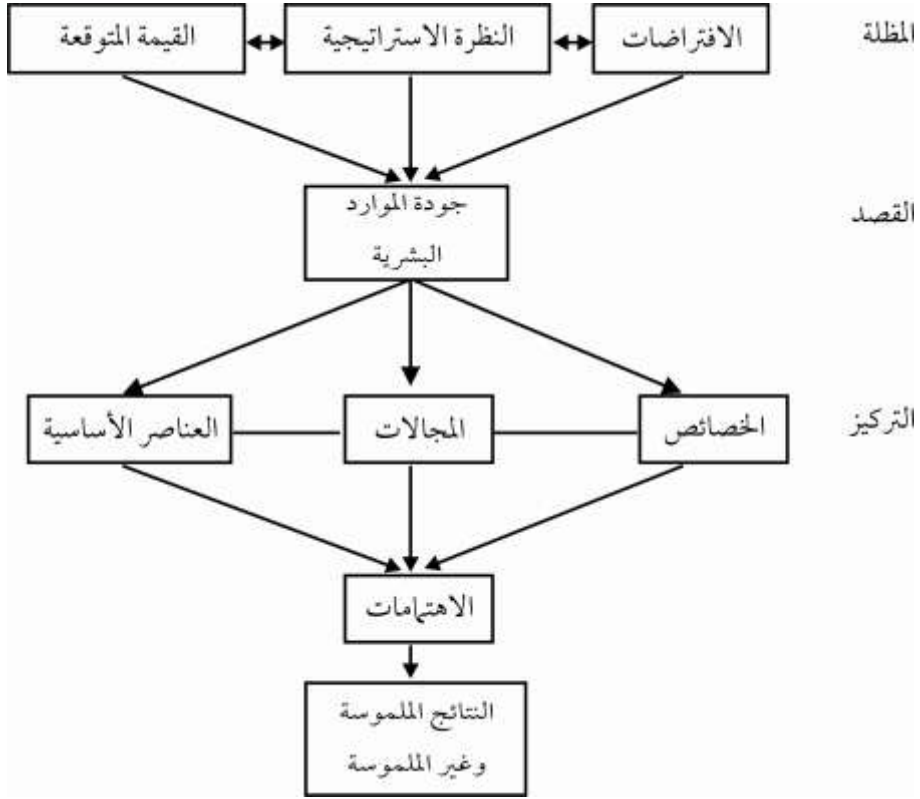 المظلة
الافتراضات
النظرة الاستراتيجية
القيمة المتوقعة
القصد
جودة الموارد
البشرية
التركيز
الخصائص
المجالات
العناصر الأساسية
الاهتمامات
النتائج الملموسة
وغير الملموسة